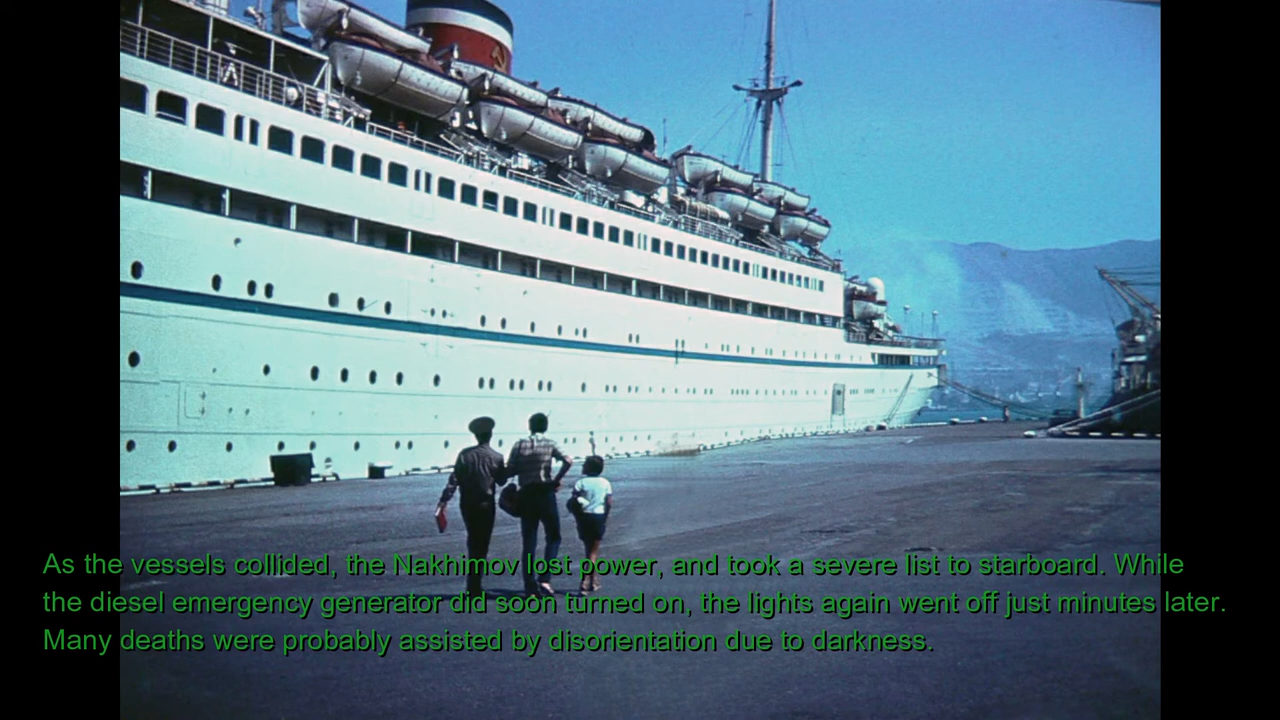 As the vessels collided, the Nakhimov lost power, and took a severe list to starboard. While
the diesel emergency generator did soon turned on, the lights again went off just minutes later.
Many deaths were probably assisted by disorientation due to darkness.